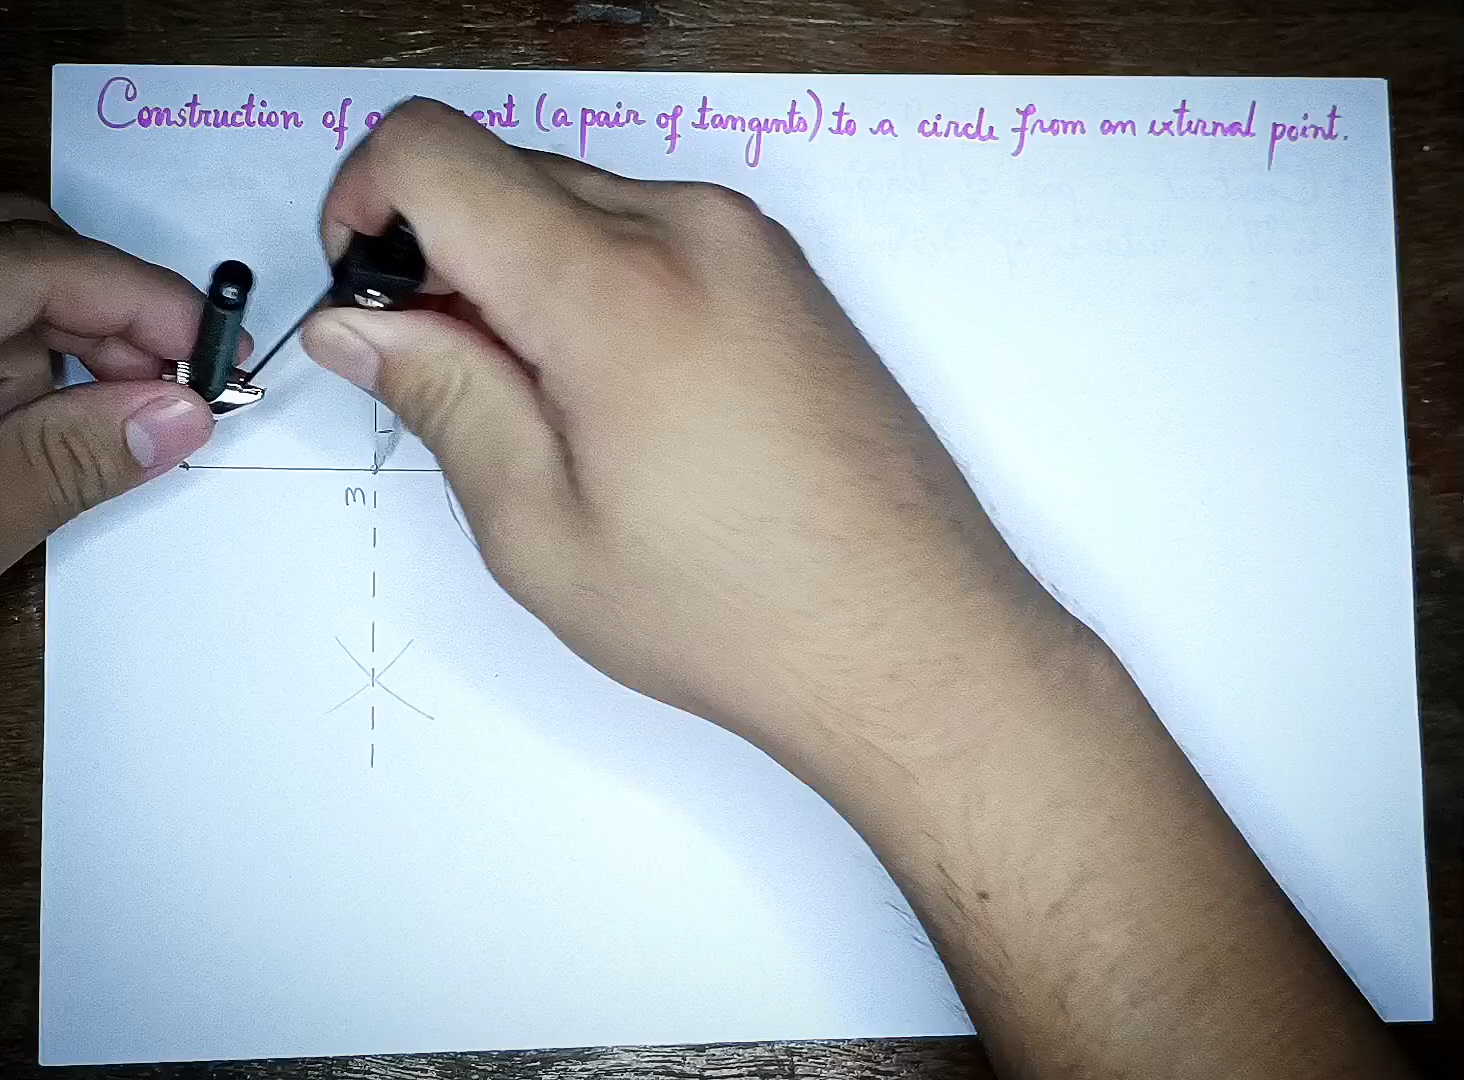 Construction of a (a pair of tangents) to a circle from an external point.
M